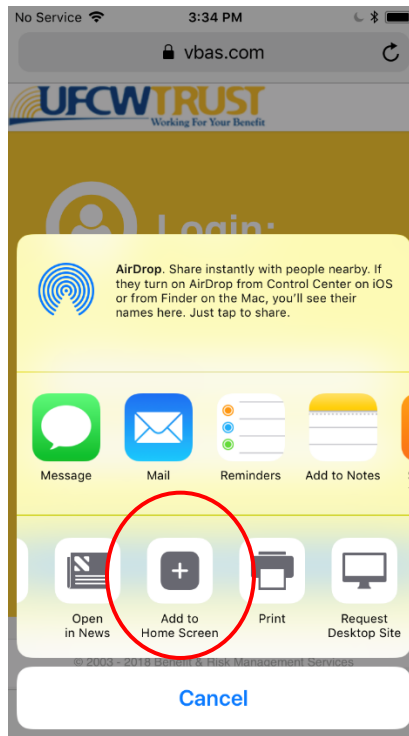 No Service 3:34 PM
vbas.com
UFCWTRUST
Working For Your Benefit
Login:
AirDrop. Share instantly with people nearby. If
they turn on AirDrop from Control Center on iOS
or from Finder on the Mac, you'll see their
names here. Just tap to share.
Message Mail Reminders Add to Notes
Open
in News
Add to
Home Screen
Print
Request
Desktop Site
© 2003 - 2018 Benefit & Risk Management Services
Cancel